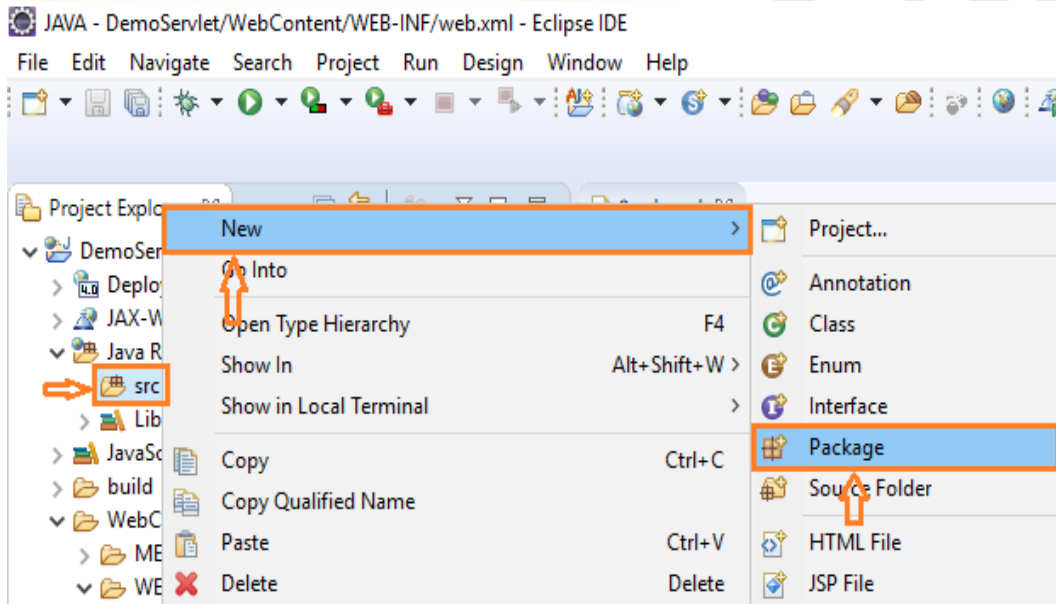 JAVA - DemoServlet/WebContent/WEB-INF/web.xml - Eclipse IDE
File Edit Navigate Search Project Run Design Window Help
Project Explo
New
Project...
DemoSer
Go Into
Annotation
4.0 Deplo
JAX-W
Open Type Hierarchy F4
Class
Java R
Show In Alt+Shift+W >
Enum
src
Show in Local Terminal
Interface
Lib
JavaSc
Copy Ctrl+C
Package
build
Copy Qualified Name
Source Folder
WebC
Paste Ctrl+V
HTML File
ME
Delete Delete
JSP File
WE